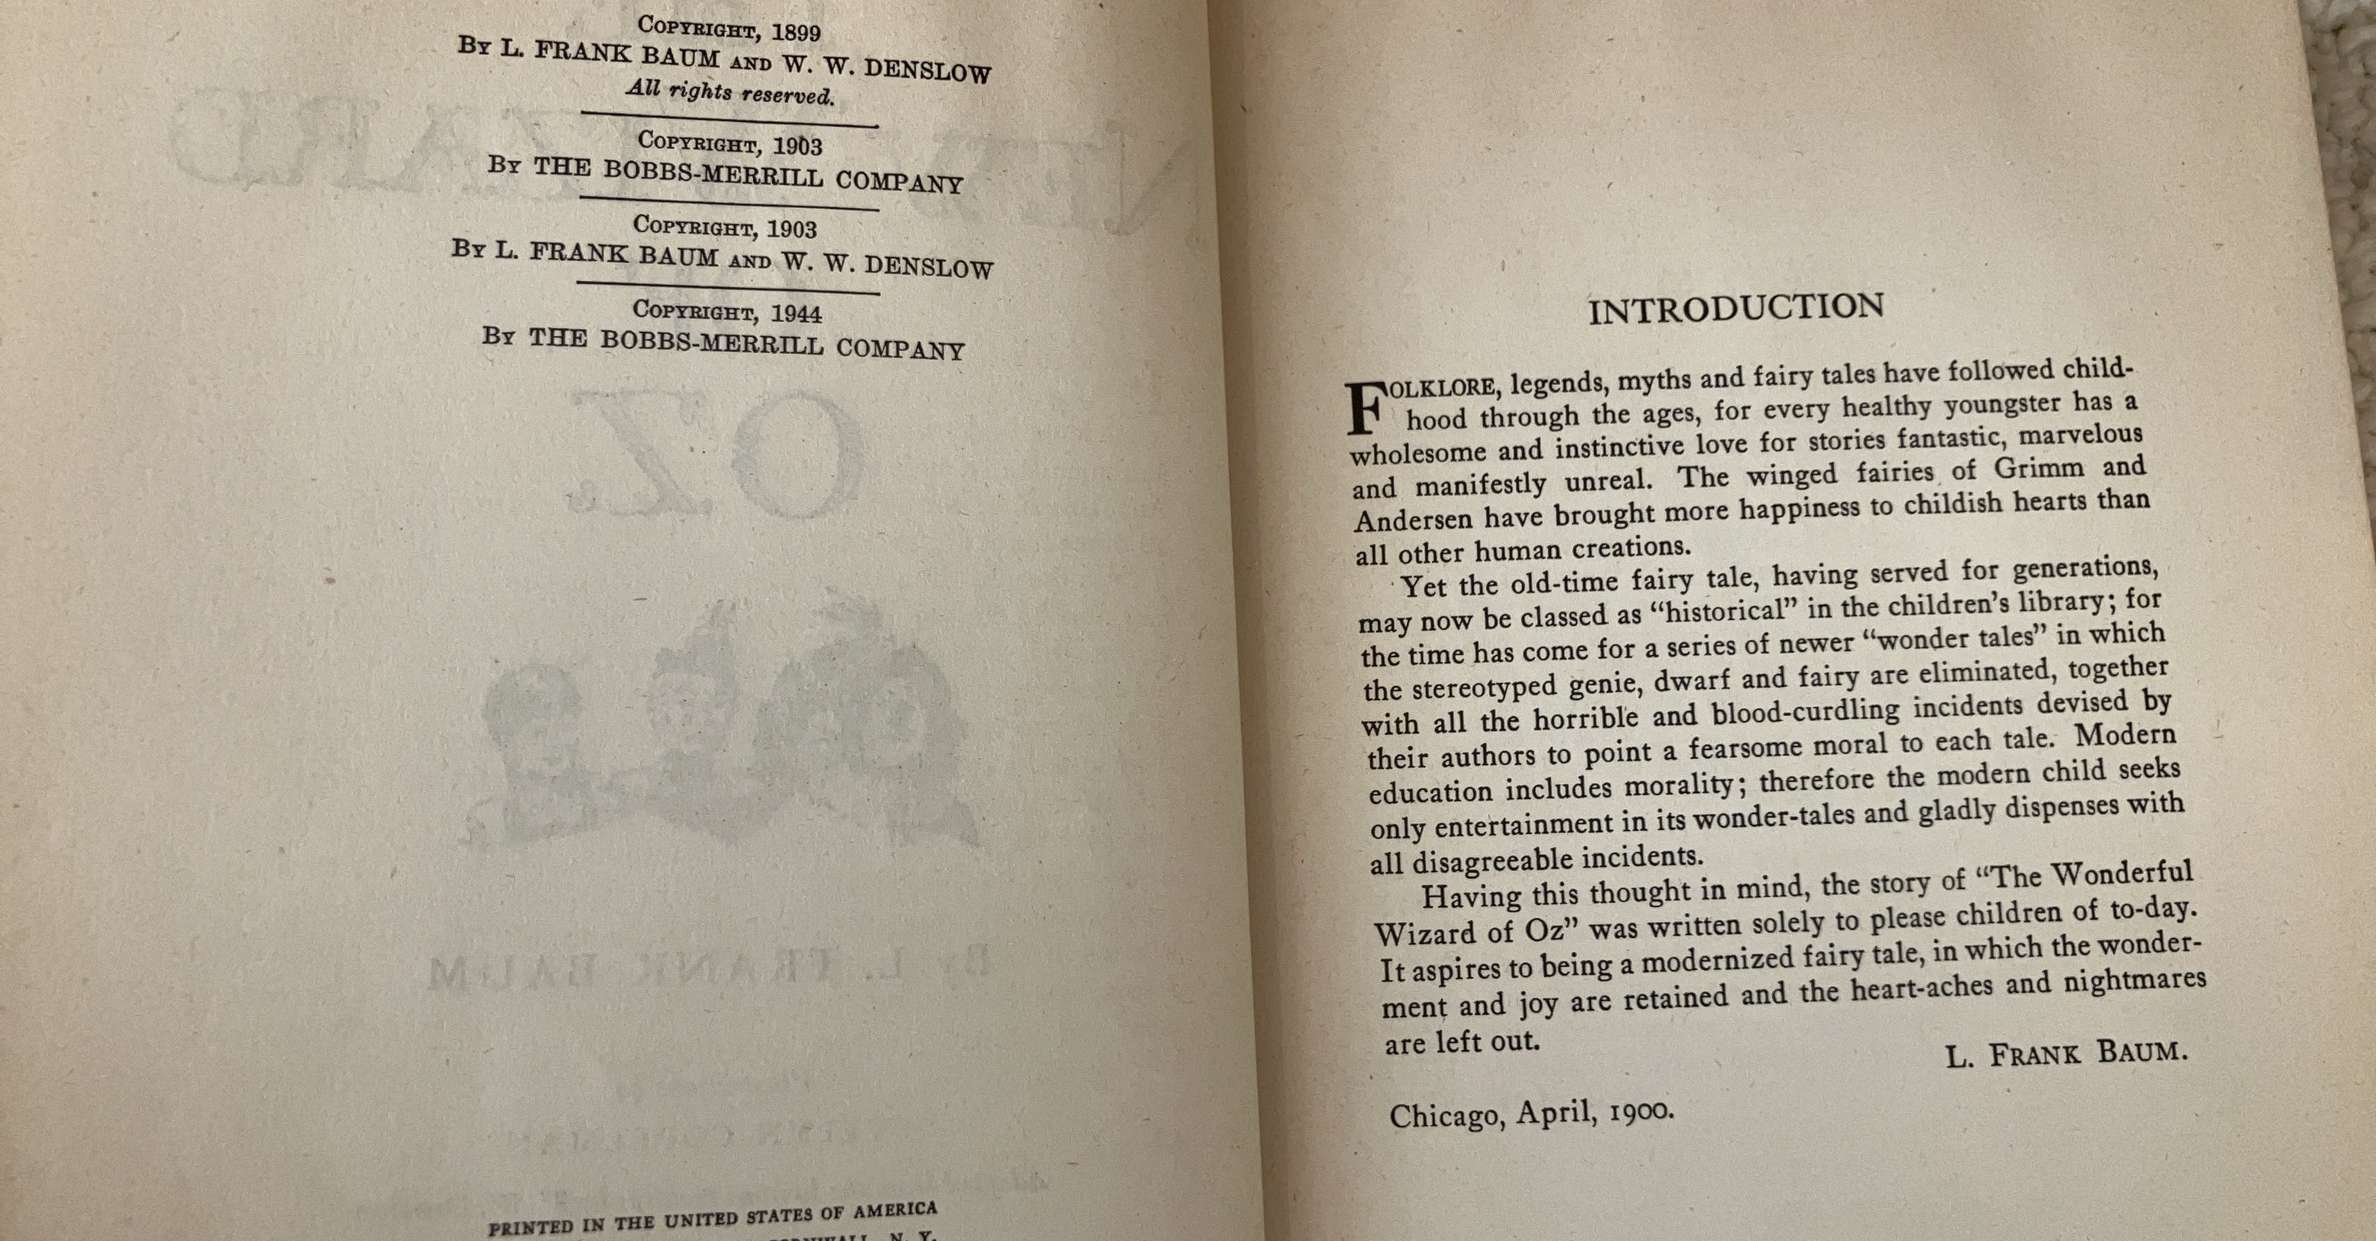 COPYRIGHT, 1899
BY L. FRANK BAUM AND W. W. DENSLOW
All rights reserved.
COPYRIGHT, 1903
BY THE BOBBS-MERRILL COMPANY
COPYRIGHT, 1903
BY L. FRANK BAUM AND W. W. DENSLOW
COPYRIGHT, 1944
BY THE BOBBS-MERRILL COMPANY
OZ
BY L. FRANK BAUM
PRINTED IN THE UNITED STATES OF AMERICA
N. Y.
INTRODUCTION
FOLKLORE, legends, myths and fairy tales have followed child-
hood through the ages, for every healthy youngster has a
wholesome and instinctive love for stories fantastic, marvelous
and manifestly unreal. The winged fairies of Grimm and
Andersen have brought more happiness to childish hearts than
all other human creations.
Yet the old-time fairy tale, having served for generations,
may now be classed as “historical” in the children’s library; for
the time has come for a series of newer “wonder tales” in which
the stereotyped genie, dwarf and fairy are eliminated, together
with all the horrible and blood-curdling incidents devised by
their authors to point a fearsome moral to each tale. Modern
education includes morality; therefore the modern child seeks
only entertainment in its wonder-tales and gladly dispenses with
all disagreeable incidents.
Having this thought in mind, the story of “The Wonderful
Wizard of Oz” was written solely to please children of to-day.
It aspires to being a modernized fairy tale, in which the wonder-
ment and joy are retained and the heart-aches and nightmares
are left out.
L. FRANK BAUM.
Chicago, April, 1900.